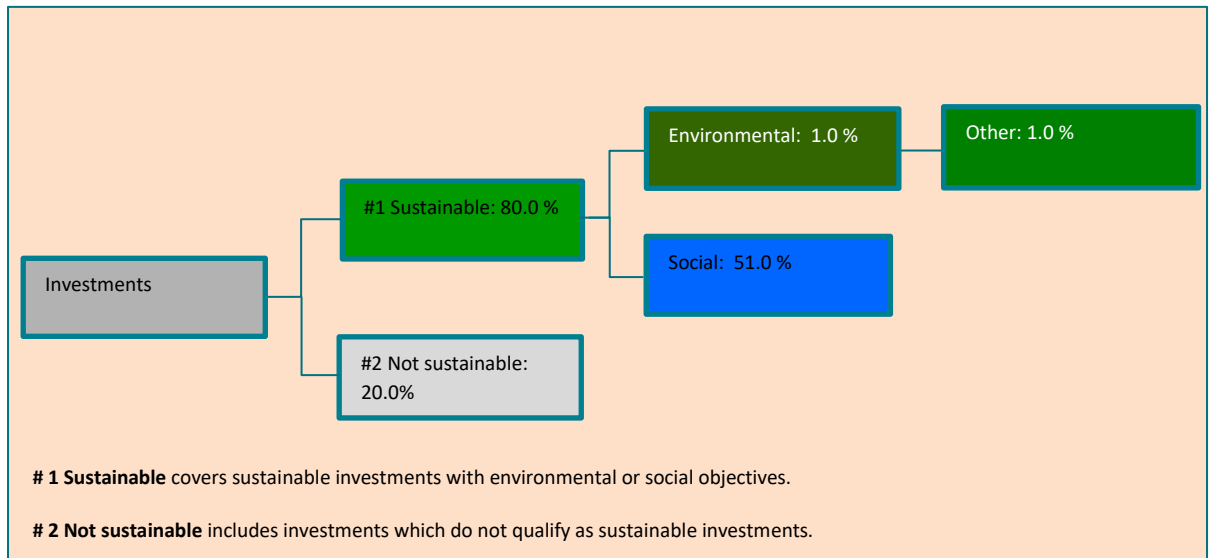 Environmental:  1.0 %
Other: 1.0 %
#1 Sustainable: 80.0 %
Social:  51.0 %
Investments
#2 Not sustainable:
20.0%
# 1 Sustainable covers sustainable investments with environmental or social objectives.
# 2 Not sustainable includes investments which do not qualify as sustainable investments.